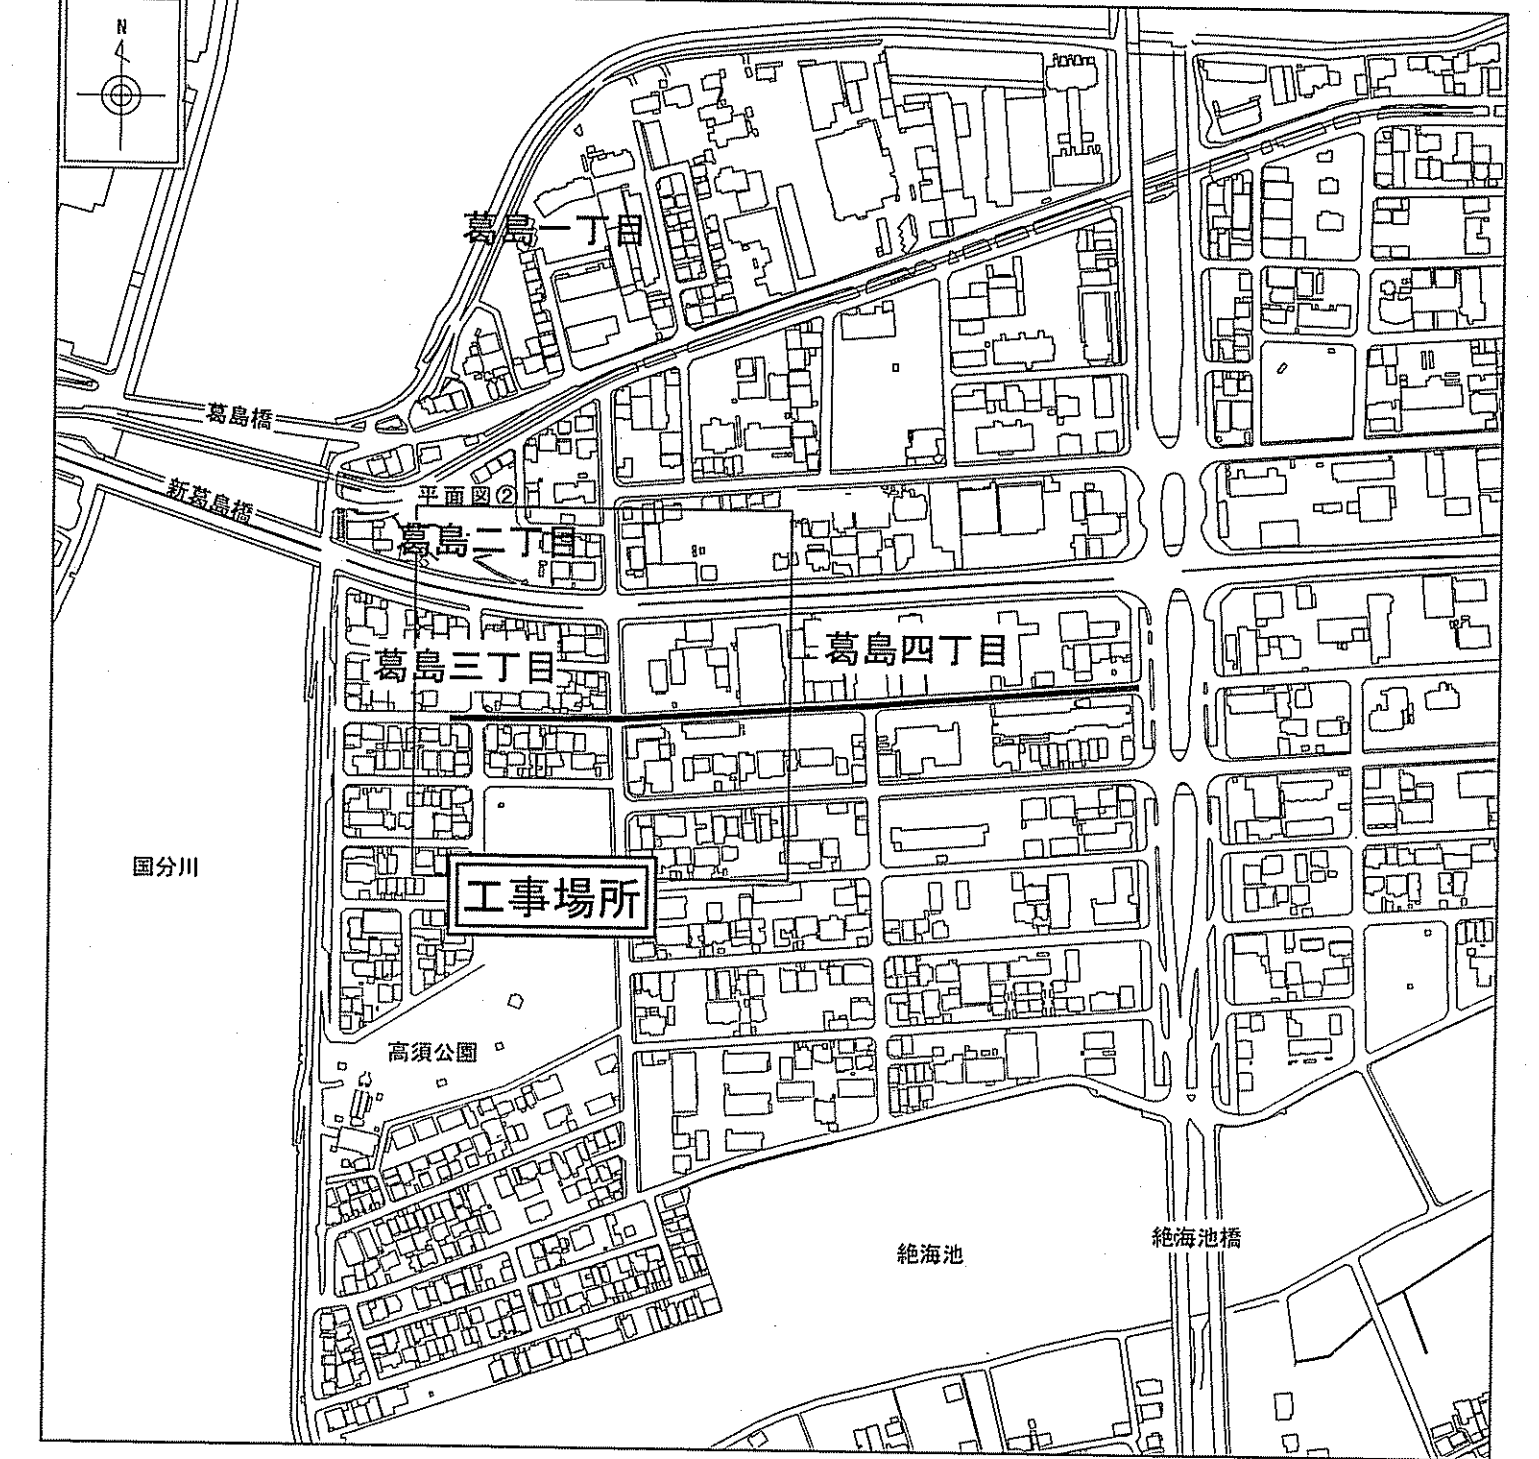 N
葛島一丁目
葛島橋
新葛島橋
平面図②
葛島二丁目
葛島三丁目
葛島四丁目
国分川
工事場所
高須公園
絶海池
絶海池橋